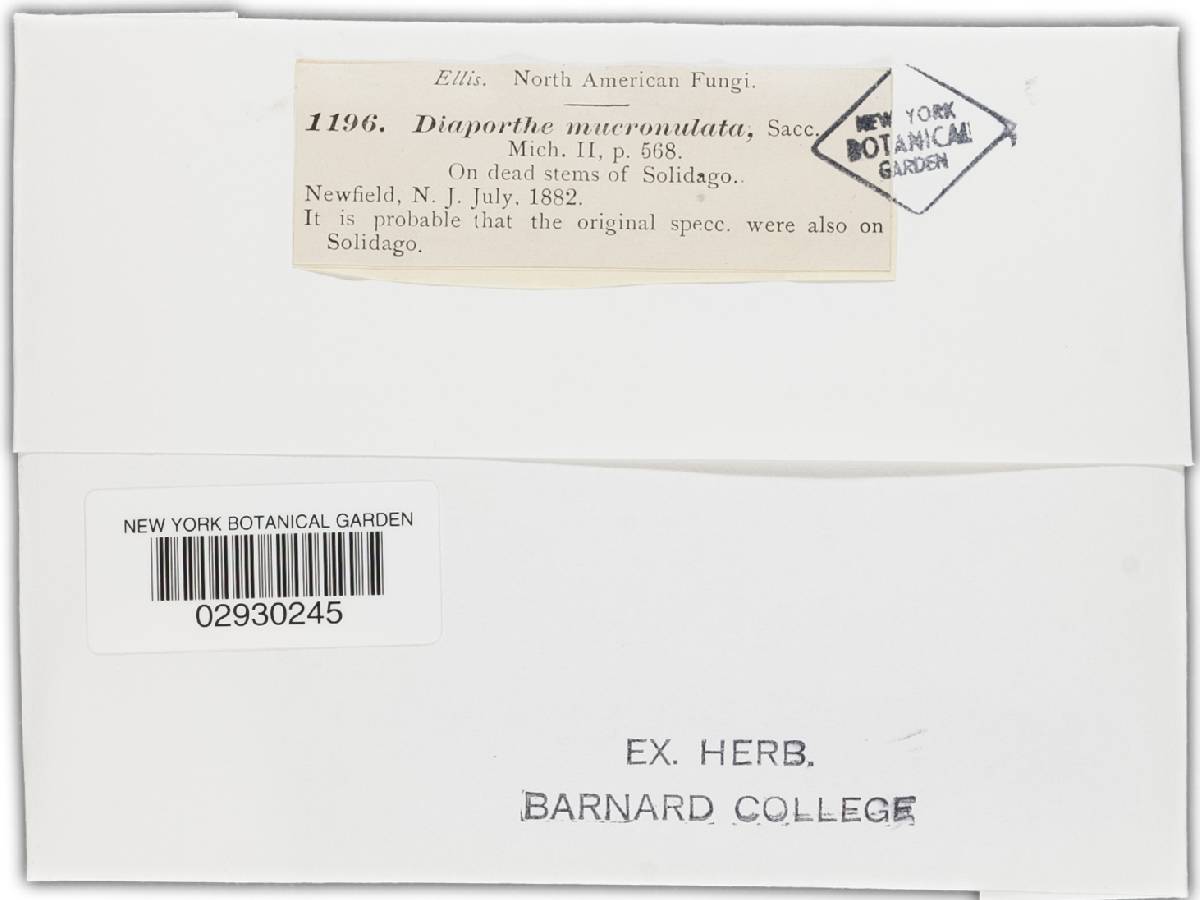 Ellis. North American Fungi.
1196. Diaporthe mucronulata, Sacc.
Mich. II, p. 568.
On dead stems of Solidago..
Newfield, N. J. July, 1882.
It is probable that the original specc. were also on
Solidago.
NEW YORK
BOTANICAL
GARDEN
NEW YORK BOTANICAL GARDEN
02930245
EX. HERB.
BARNARD COLLEGE